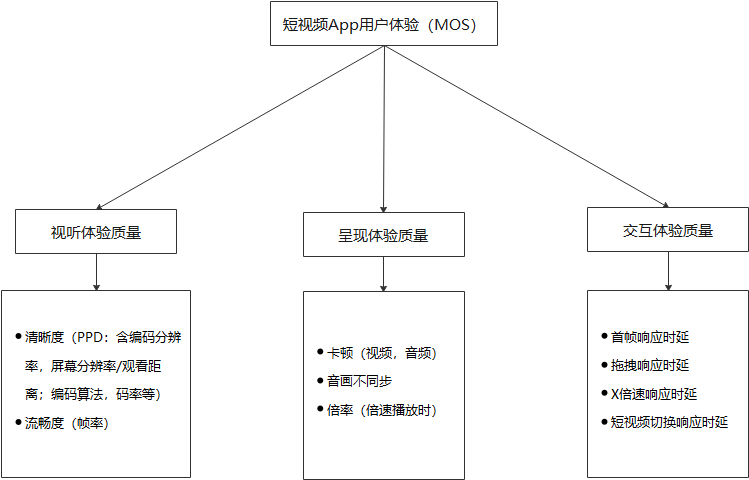 短视频App用户体验（MOS）
视听体验质量
呈现体验质量
交互体验质量
●清晰度（PPD：含编码分辨
率，屏幕分辨率/观看距
离；编码算法，码率等）
●流畅度（帧率）
●卡顿（视频，音频）
●音画不同步
●倍率（倍速播放时）
●首帧响应时延
●拖拽响应时延
●X倍速响应时延
●短视频切换响应时延